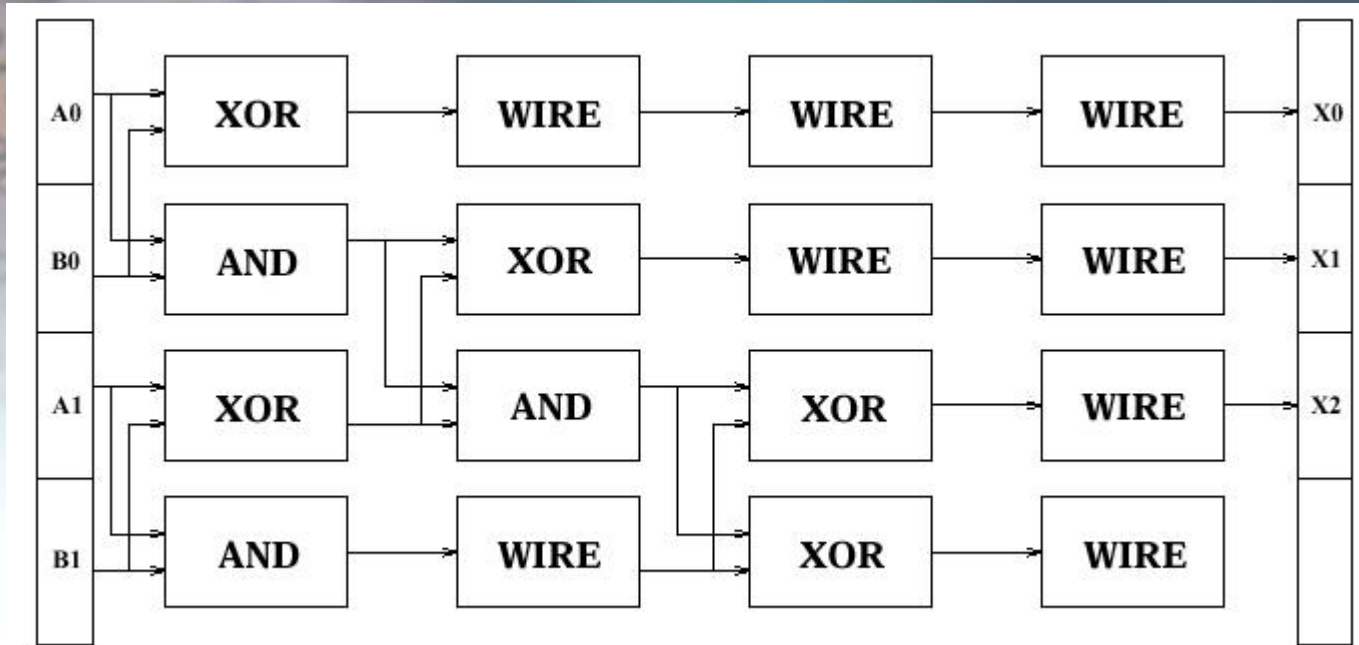 A0 XOR WIRE WIRE WIRE X0
B0 AND XOR WIRE WIRE X1
A1 XOR AND XOR WIRE X2
B1 AND WIRE XOR WIRE